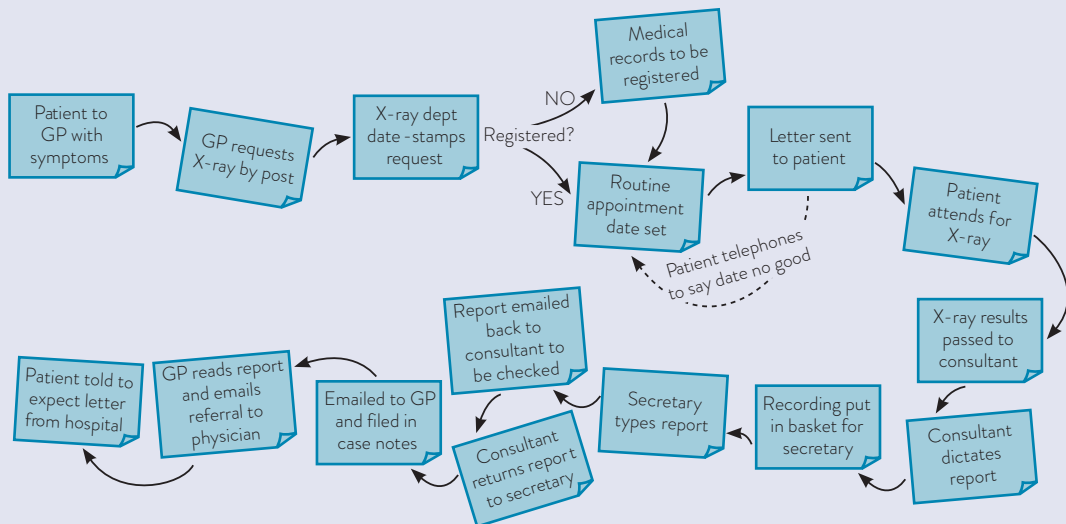 Patient to
GP with
symptoms
GP requests
X-ray by post
X-ray dept
date-stamps
request
Registered?
NO
YES
Medical
records to be
registered
Routine
appointment
date set
Letter sent
to patient
Patient telephones
to say date no good
Patient
attends for
X-ray
X-ray results
passed to
consultant
Consultant
dictates
report
Recording put
in basket for
secretary
Secretary
types report
Report emailed
back to
consultant to
be checked
Consultant
returns report
to secretary
Emailed to GP
and filed in
case notes
GP reads report
and emails
referral to
physician
Patient told to
expect letter
from hospital